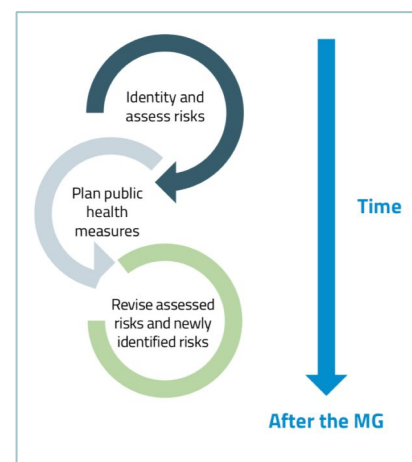 Identity and
assess risks
Plan public
health
measures
Time
Revise assessed
risks and newly
identified risks
After the MG